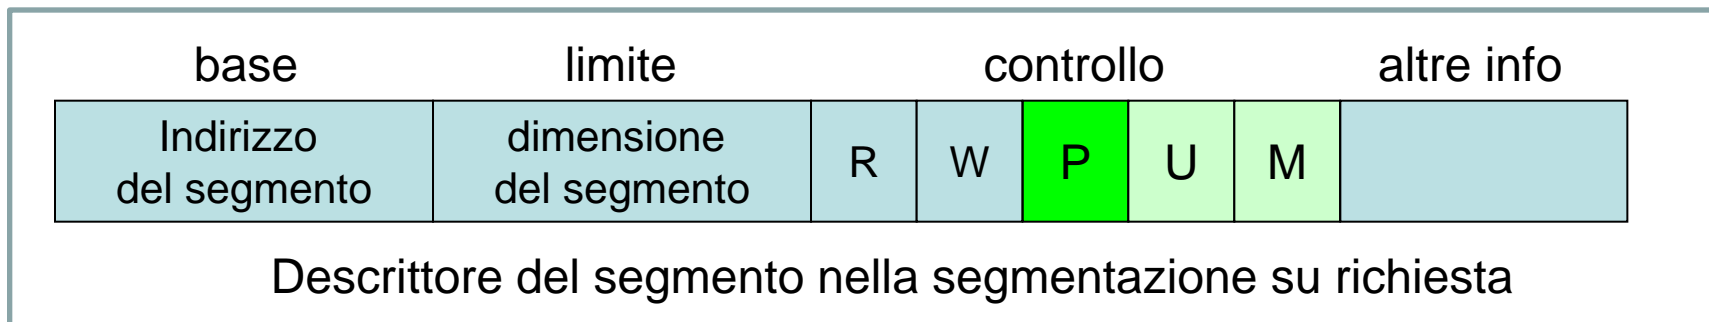 base limite controllo altre info
Indirizzo
del segmento
dimensione
del segmento
R W P U M
Descrittore del segmento nella segmentazione su richiesta